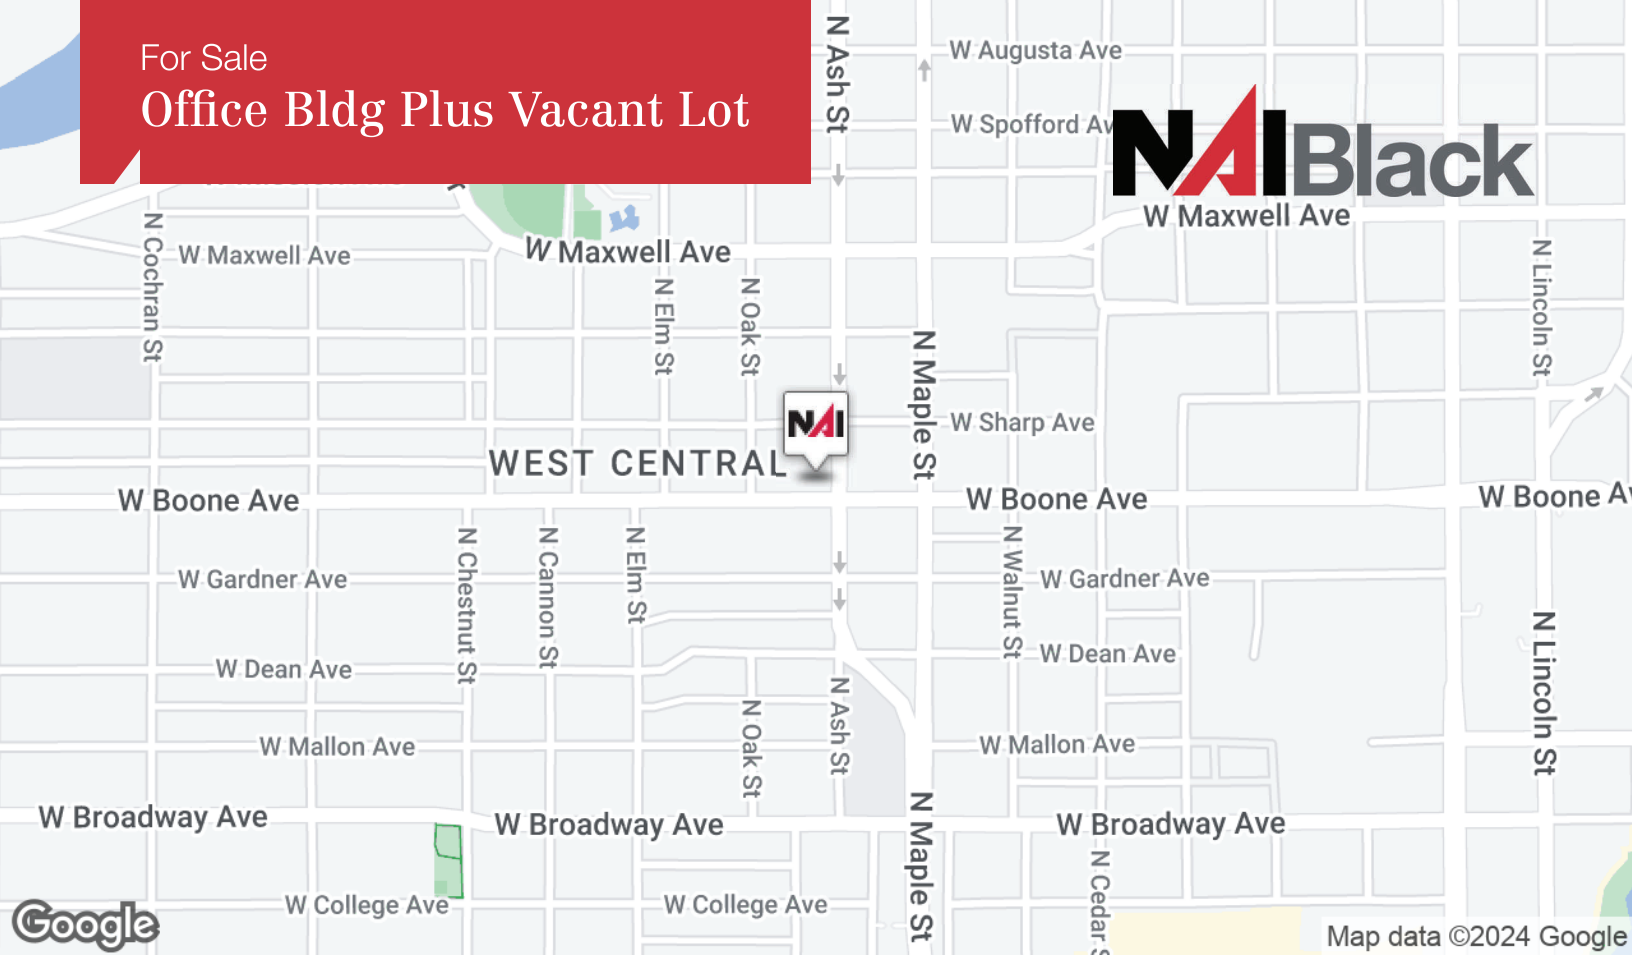 For Sale
Office Bldg Plus Vacant Lot
NAIBlack
N Ash St
W Augusta Ave
W Spofford Av
W Maxwell Ave
W Maxwell Ave
W Maxwell Ave
N Cochran St
N Elm St
N Oak St
N Lincoln St
N Maple St
NAI
W Sharp Ave
WEST CENTRAL
W Boone Ave
W Boone Ave
W Boone Av
N Chestnut St
N Cannon St
N Elm St
N Walnut St
W Gardner Ave
W Gardner Ave
W Dean Ave
W Dean Ave
N Lincoln St
N Oak St
N Ash St
W Mallon Ave
W Mallon Ave
W Broadway Ave
W Broadway Ave
W Broadway Ave
N Maple St
N Cedar S
W College Ave
W College Ave
Google
Map data ©2024 Google